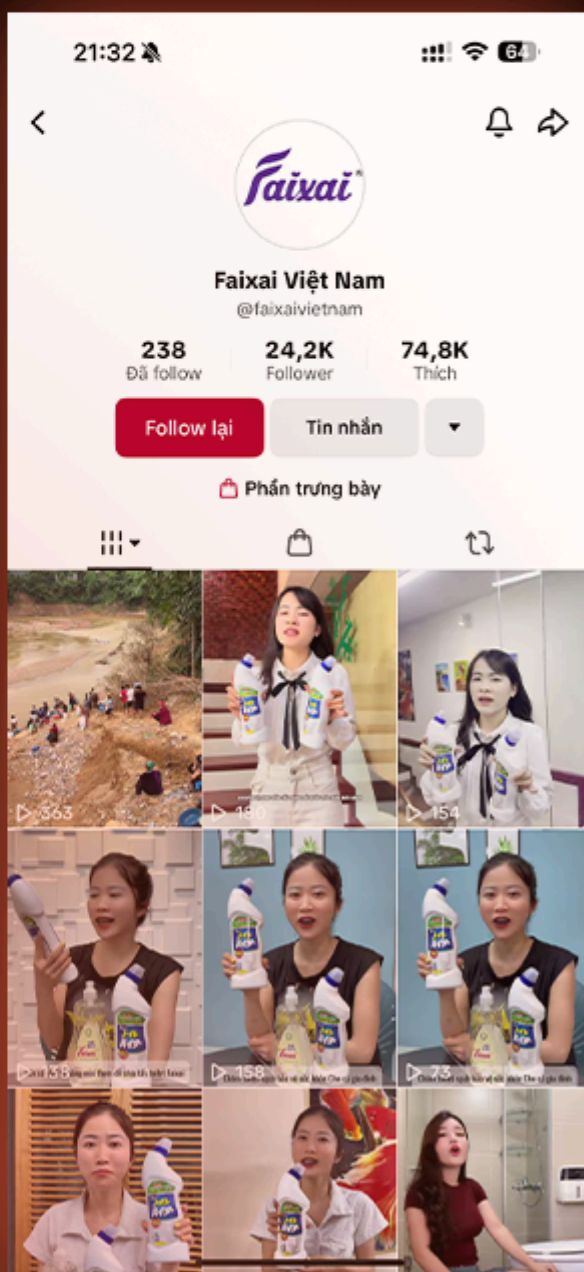 21:32
64
Faixai
Faixai Việt Nam
@faixaivietnam
238 24,2K 74,8K
Đã follow Follower Thích
Follow lại Tin nhắn
Phần trưng bày
363 180 154
158 73